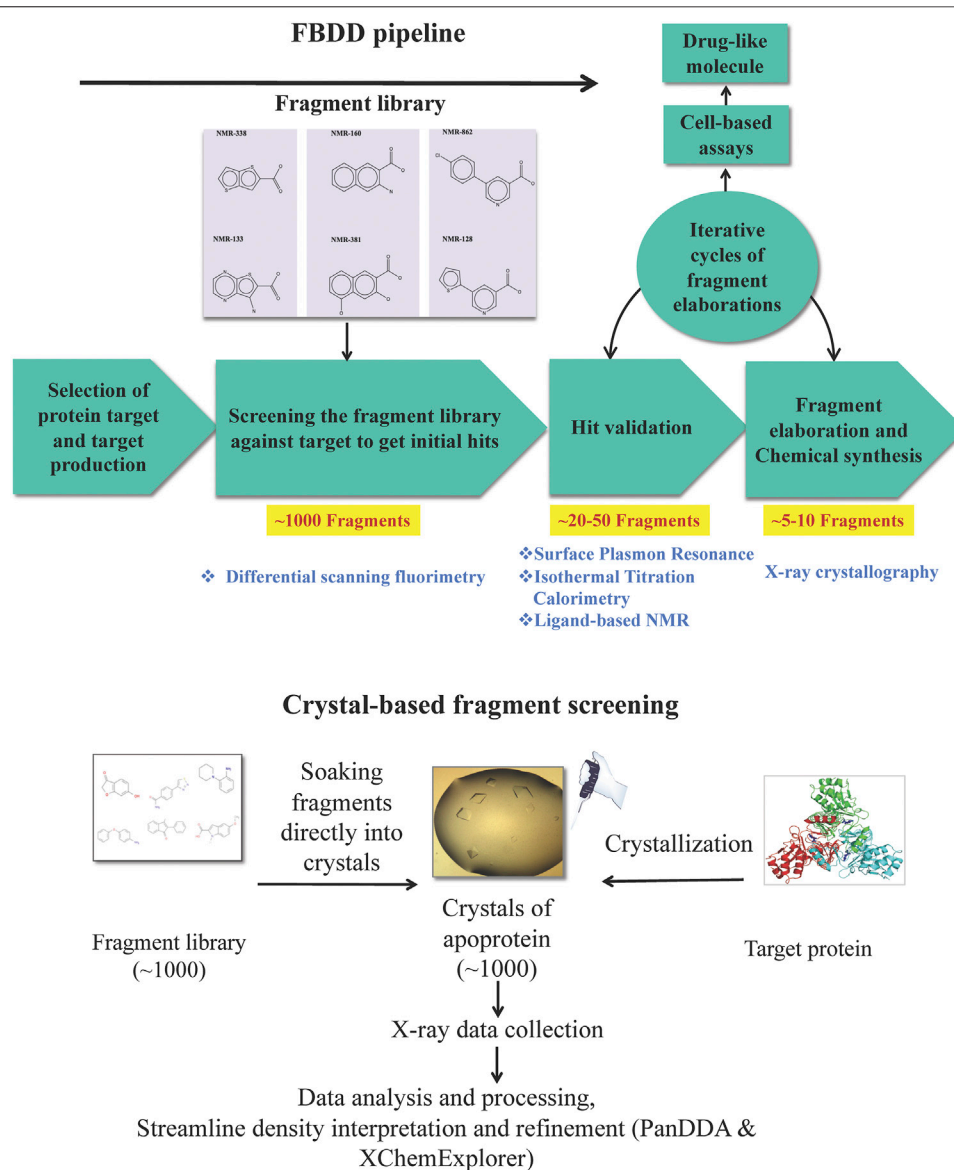 FBDD pipeline
Drug-like
molecule
Fragment library
Cell-based
assays
NMR-338
NMR-160
NMR-862
NMR-133
NMR-381
NMR-128
Iterative
cycles of
fragment
elaborations
Selection of
protein target
and target
production
Screening the fragment library
against target to get initial hits
Hit validation
Fragment
elaboration and
Chemical synthesis
~1000 Fragments
~20-50 Fragments
~5-10 Fragments
❖ Differential scanning fluorimetry
❖Surface Plasmon Resonance
❖Isothermal Titration
Calorimetry
❖Ligand-based NMR
X-ray crystallography
Crystal-based fragment screening
Soaking
fragments
directly into
crystals
Crystallization
Fragment library
(~1000)
Crystals of
apoprotein
(~1000)
Target protein
X-ray data collection
Data analysis and processing,
Streamline density interpretation and refinement (PanDDA &
XChemExplorer)